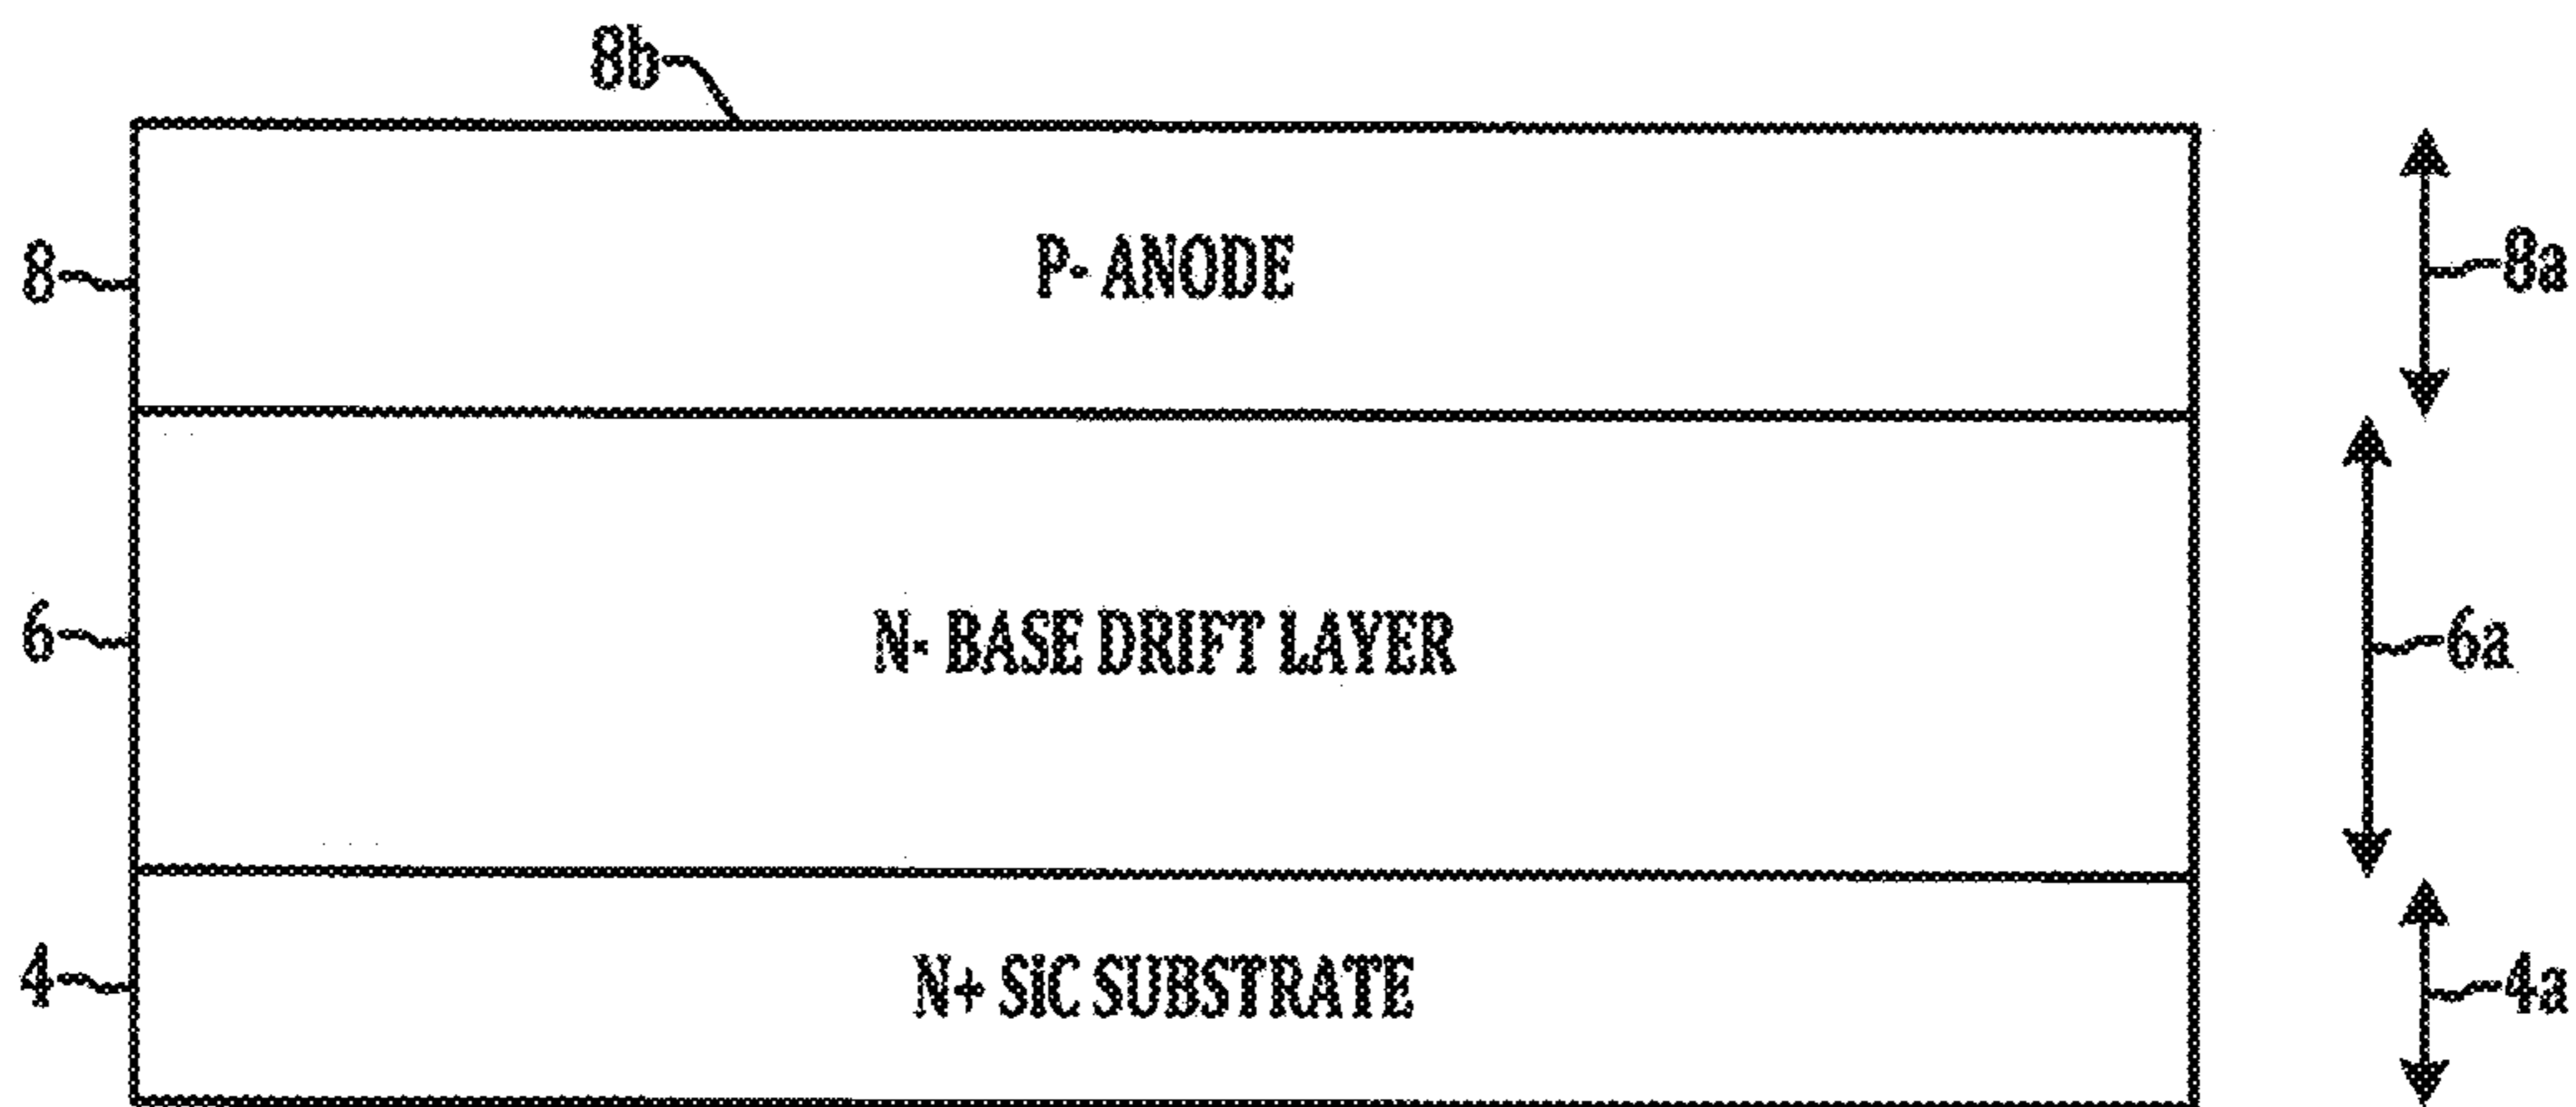 8b
8
P- ANODE
8a
6
N- BASE DRIFT LAYER
6a
4
N+ SiC SUBSTRATE
4a